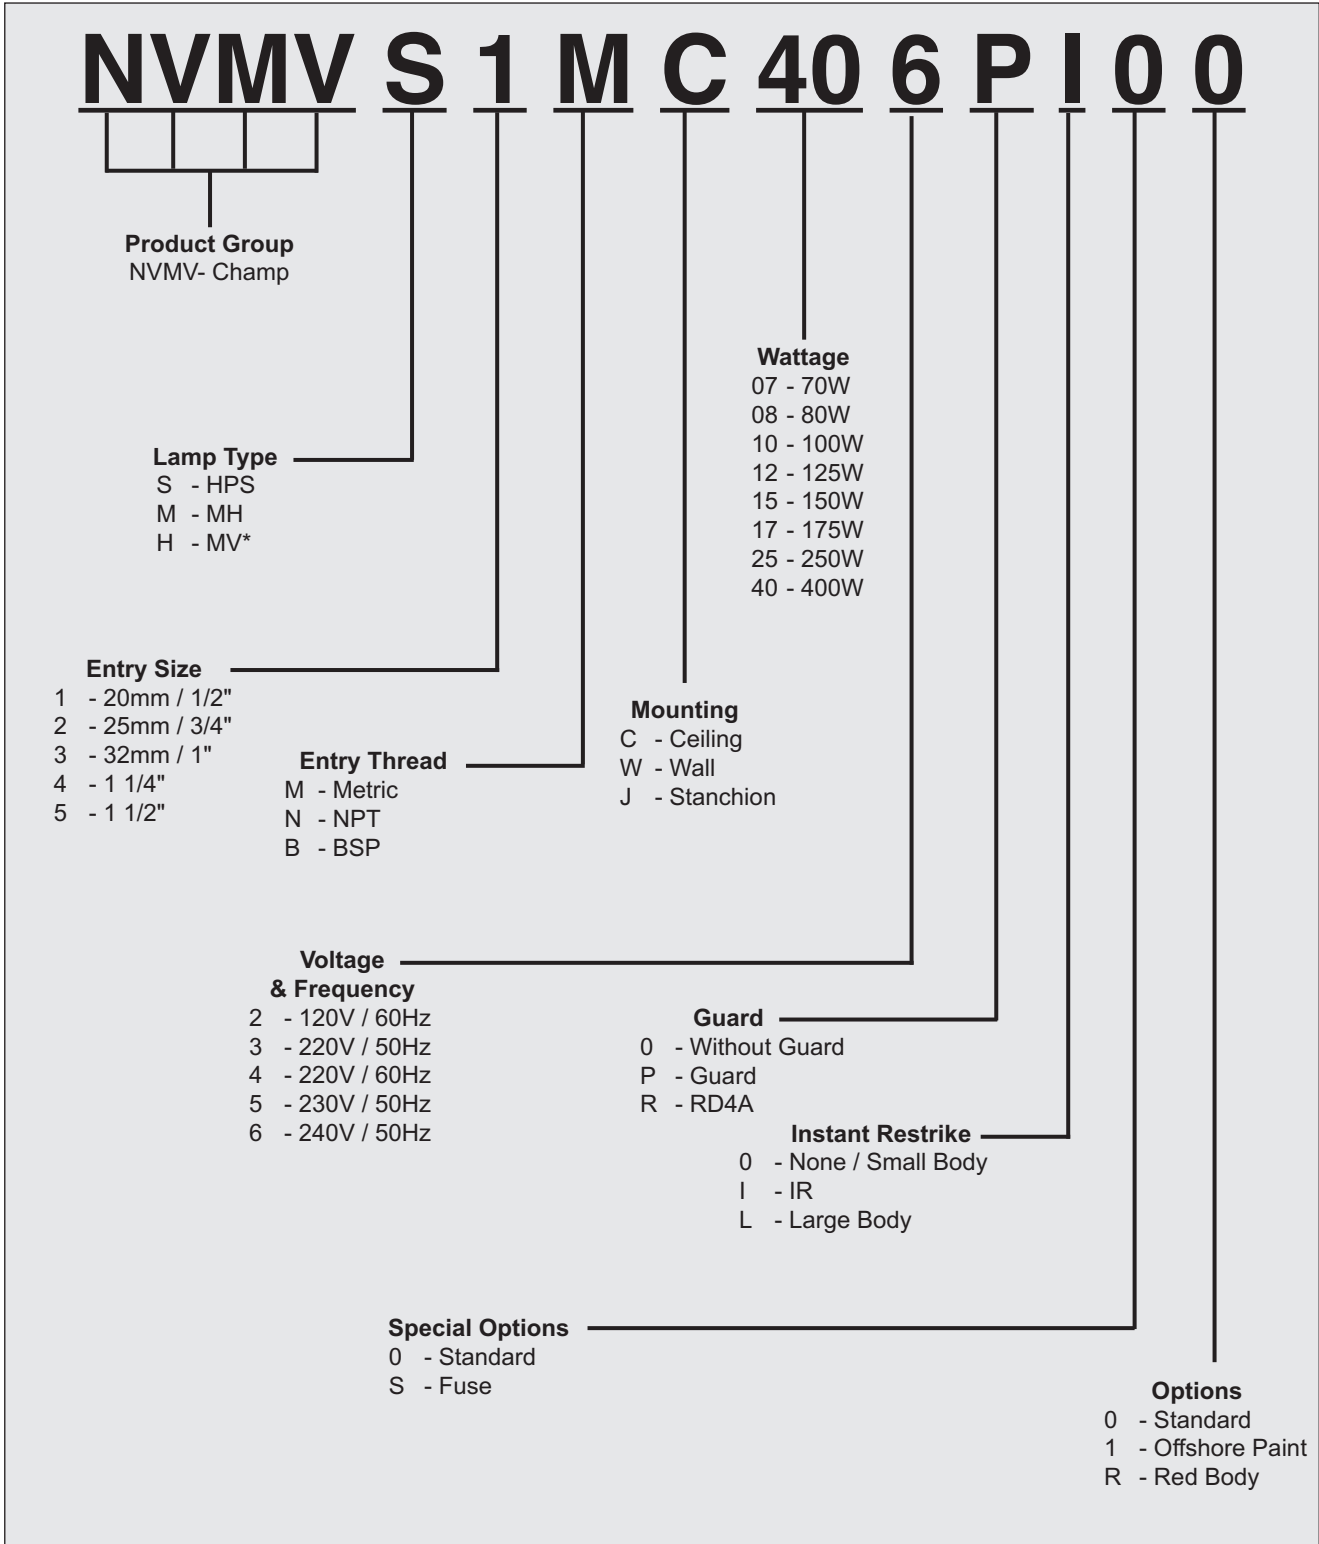 NVMV S 1 M C 40 6 P I 0 0
Product Group
NVMV- Champ
Wattage
07 - 70W
08 - 80W
10 - 100W
12 - 125W
15 - 150W
17 - 175W
25 - 250W
40 - 400W
Lamp Type
S - HPS
M - MH
H - MV*
Entry Size
1 - 20mm / 1/2"
2 - 25mm / 3/4"
3 - 32mm / 1"
4 - 1 1/4"
5 - 1 1/2"
Entry Thread
M - Metric
N - NPT
B - BSP
Mounting
C - Ceiling
W - Wall
J - Stanchion
Voltage
& Frequency
2 - 120V / 60Hz
3 - 220V / 50Hz
4 - 220V / 60Hz
5 - 230V / 50Hz
6 - 240V / 50Hz
Guard
0 - Without Guard
P - Guard
R - RD4A
Instant Restrike
0 - None / Small Body
I - IR
L - Large Body
Special Options
0 - Standard
S - Fuse
Options
0 - Standard
1 - Offshore Paint
R - Red Body